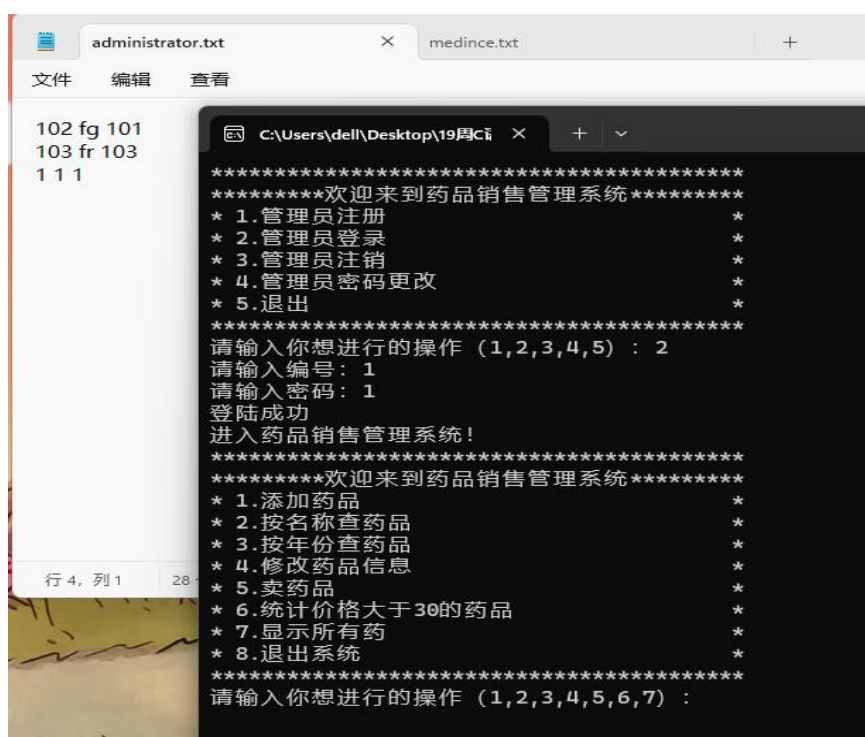 administrator.txt
medince.txt
文件 编辑 查看
102 fg 101
103 fr 103
1 1 1
行 4, 列 1 28
C:\Users\dell\Desktop\19周C
******************************************
*********欢迎来到药品销售管理系统*********
* 1.管理员注册 *
* 2.管理员登录 *
* 3.管理员注销 *
* 4.管理员密码更改 *
* 5.退出 *
******************************************
请输入你想进行的操作 (1,2,3,4,5) : 2
请输入编号: 1
请输入密码: 1
登陆成功
进入药品销售管理系统!
******************************************
*********欢迎来到药品销售管理系统*********
* 1.添加药品 *
* 2.按名称查药品 *
* 3.按年份查药品 *
* 4.修改药品信息 *
* 5.卖药品 *
* 6.统计价格大于30的药品 *
* 7.显示所有药 *
* 8.退出系统 *
******************************************
请输入你想进行的操作 (1,2,3,4,5,6,7) :